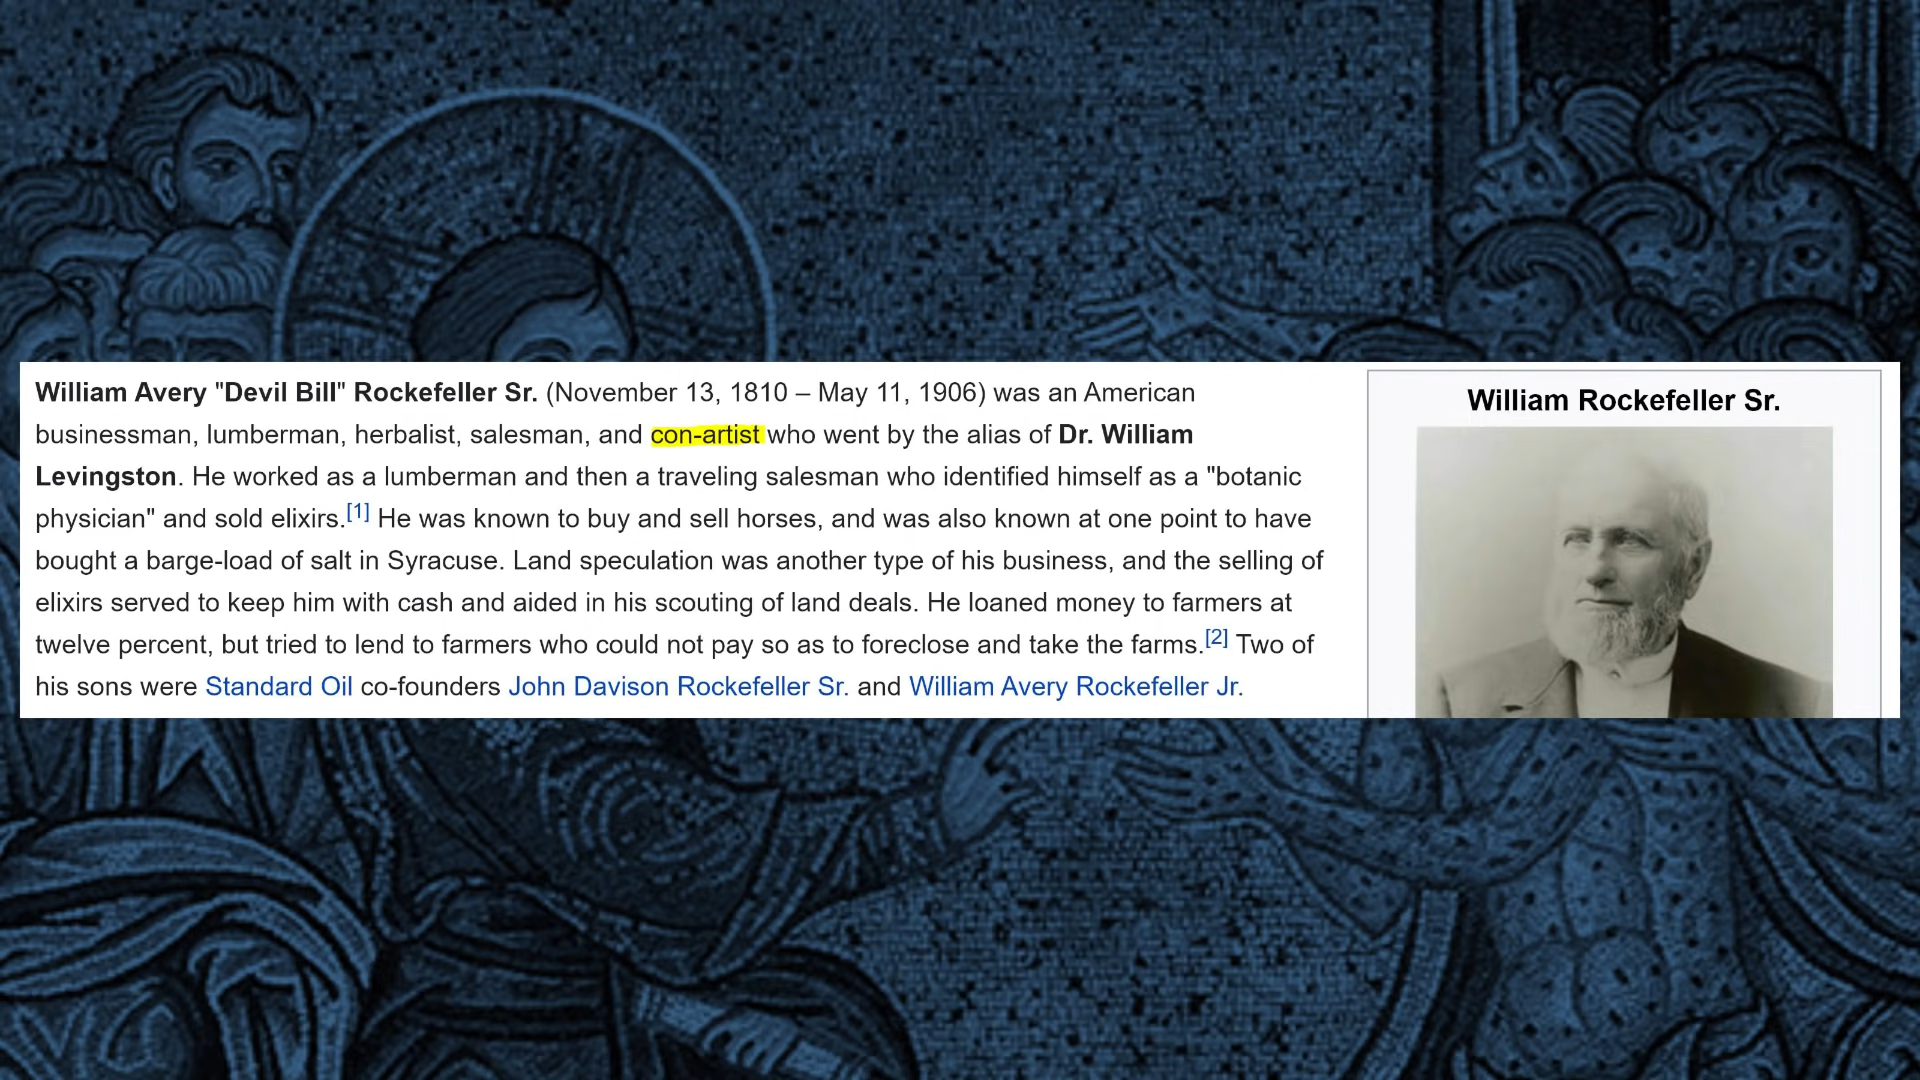 William Avery "Devil Bill" Rockefeller Sr. (November 13, 1810 – May 11, 1906) was an American
businessman, lumberman, herbalist, salesman, and con-artist who went by the alias of Dr. William
Levingston. He worked as a lumberman and then a traveling salesman who identified himself as a "botanic
physician" and sold elixirs.[1] He was known to buy and sell horses, and was also known at one point to have
bought a barge-load of salt in Syracuse. Land speculation was another type of his business, and the selling of
elixirs served to keep him with cash and aided in his scouting of land deals. He loaned money to farmers at
twelve percent, but tried to lend to farmers who could not pay so as to foreclose and take the farms.[2] Two of
his sons were Standard Oil co-founders John Davison Rockefeller Sr. and William Avery Rockefeller Jr.
William Rockefeller Sr.